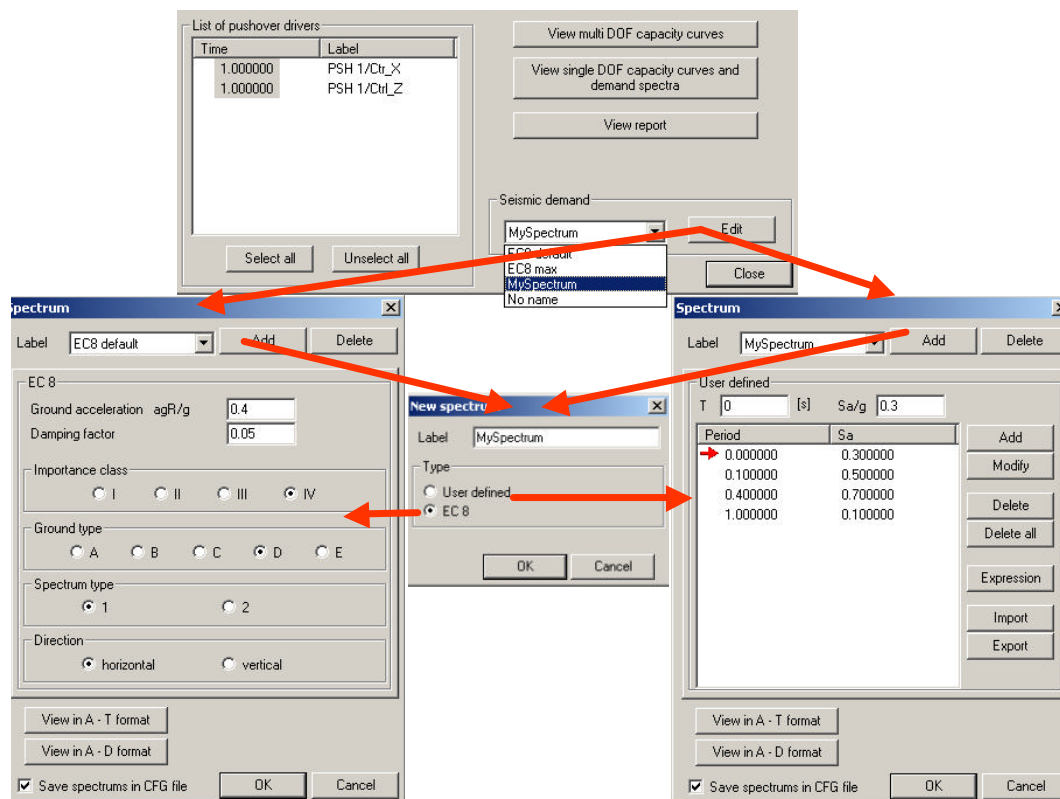 List of pushover drivers
Time Label
1.000000 PSH 1/Ctr_X
1.000000 PSH 1/Ctrl_Z
Select all Unselect all
View multi DOF capacity curves
View single DOF capacity curves and
demand spectra
View report
Seismic demand
MySpectrum Edit
EC8 default
EC8 max
MySpectrum
No name
Close
Spectrum
Label EC8 default Add Delete
EC 8
Ground acceleration agR/g 0.4
Damping factor 0.05
Importance class
I II III IV
Ground type
A B C D E
Spectrum type
1 2
Direction
horizontal vertical
View in A - T format
View in A - D format
Save spectrums in CFG file OK Cancel
New spectrum
Label MySpectrum
Type
User defined
EC 8
OK Cancel
Spectrum
Label MySpectrum Add Delete
User defined
T 0 [s] Sa/g 0.3
Period Sa
0.000000 0.300000
0.100000 0.500000
0.400000 0.700000
1.000000 0.100000
Add
Modify
Delete
Delete all
Expression
Import
Export
View in A - T format
View in A - D format
Save spectrums in CFG file OK Cancel